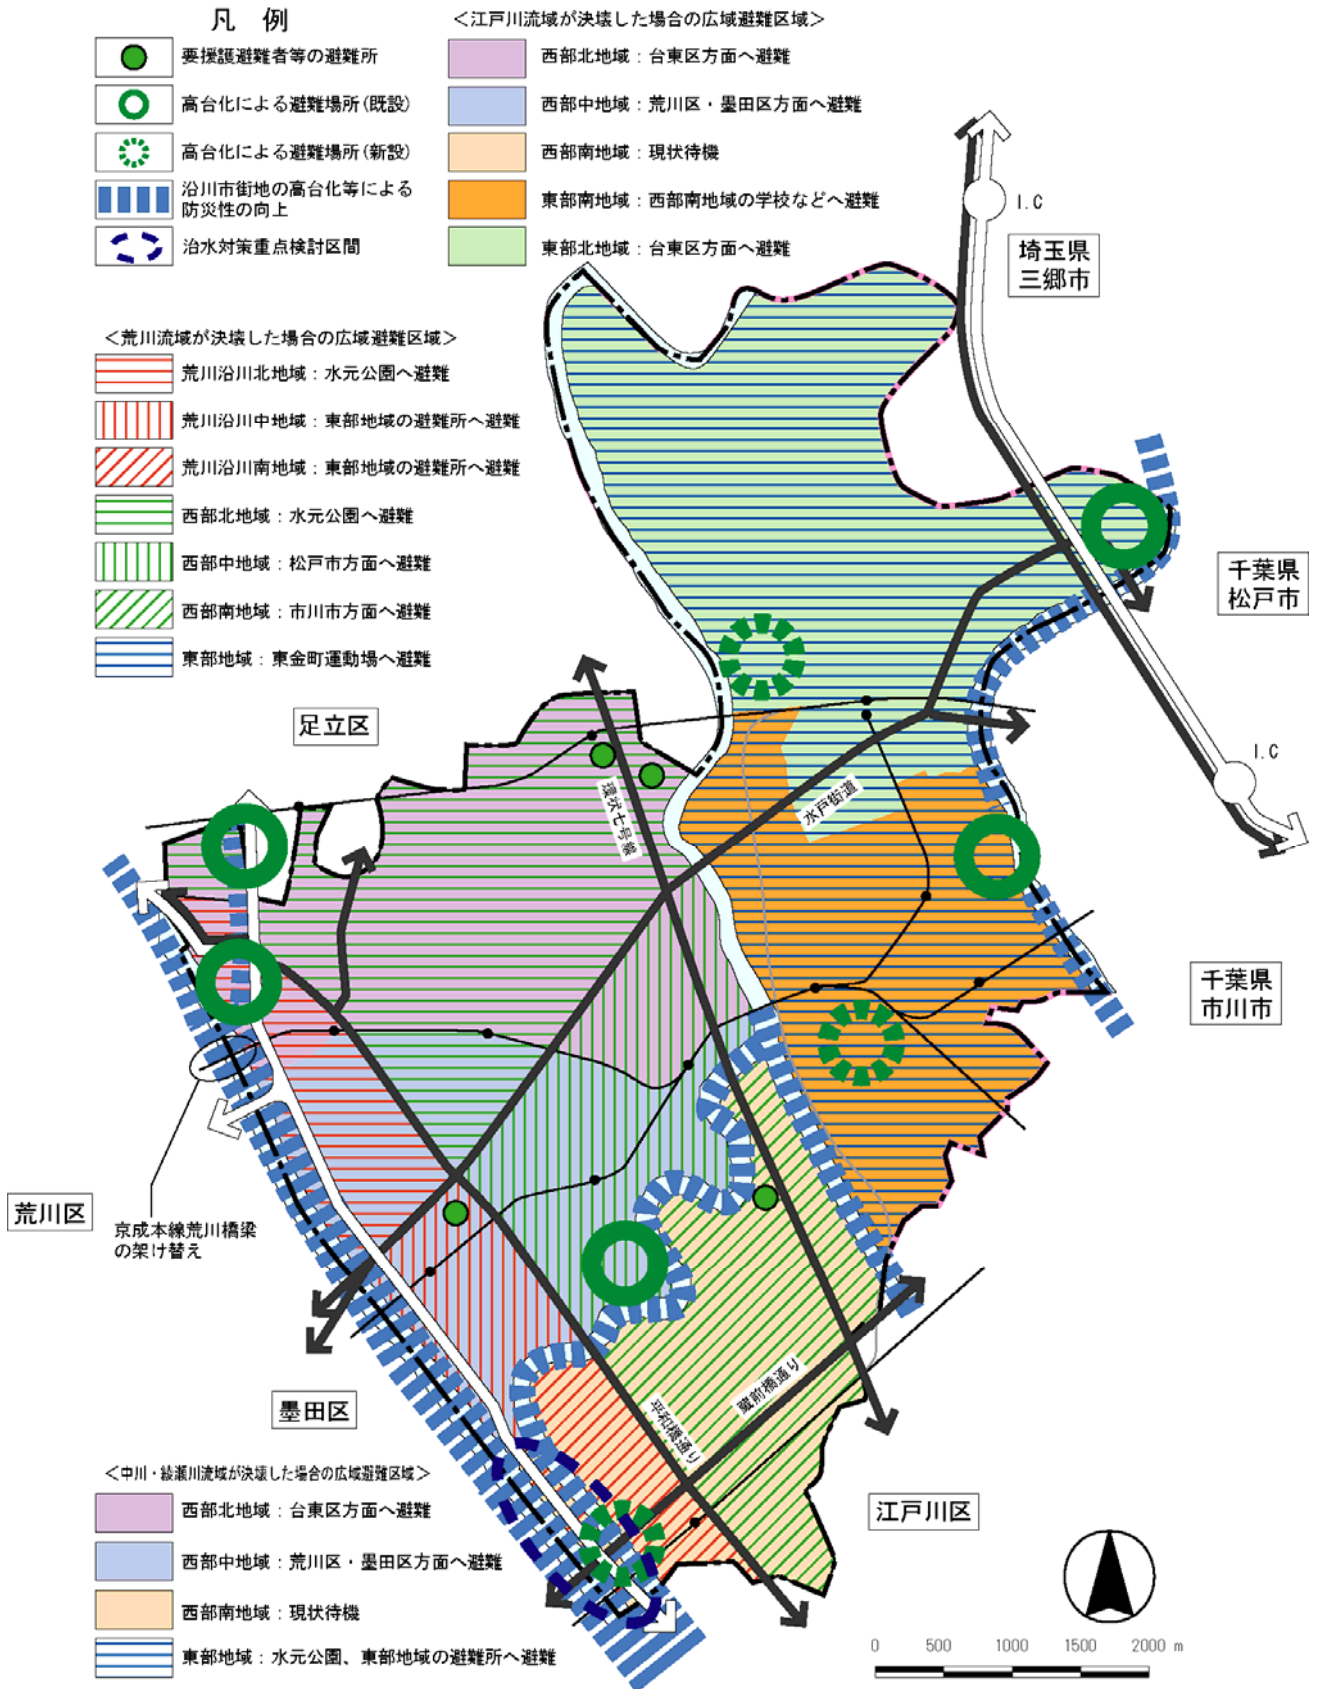 凡 例
要援護避難者等の避難所
高台化による避難場所(既設)
高台化による避難場所(新設)
沿川市街地の高台化等による
防災性の向上
治水対策重点検討区間
＜江戸川流域が決壊した場合の広域避難区域＞
西部北地域：台東区方面へ避難
西部中地域：荒川区・墨田区方面へ避難
西部南地域：現状待機
東部南地域：西部南地域の学校などへ避難
東部北地域：台東区方面へ避難
＜荒川流域が決壊した場合の広域避難区域＞
荒川沿川北地域：水元公園へ避難
荒川沿川中地域：東部地域の避難所へ避難
荒川沿川南地域：東部地域の避難所へ避難
西部北地域：水元公園へ避難
西部中地域：松戸市方面へ避難
西部南地域：市川市方面へ避難
東部地域：東金町運動場へ避難
I.C
埼玉県
三郷市
千葉県
松戸市
足立区
I.C
環状七号線
水戸街道
千葉県
市川市
荒川区
京成本線荒川橋梁
の架け替え
墨田区
蔵前橋通り
平和橋通り
江戸川区
＜中川・綾瀬川流域が決壊した場合の広域避難区域＞
西部北地域：台東区方面へ避難
西部中地域：荒川区・墨田区方面へ避難
西部南地域：現状待機
東部地域：水元公園、東部地域の避難所へ避難
0 500 1000 1500 2000 m